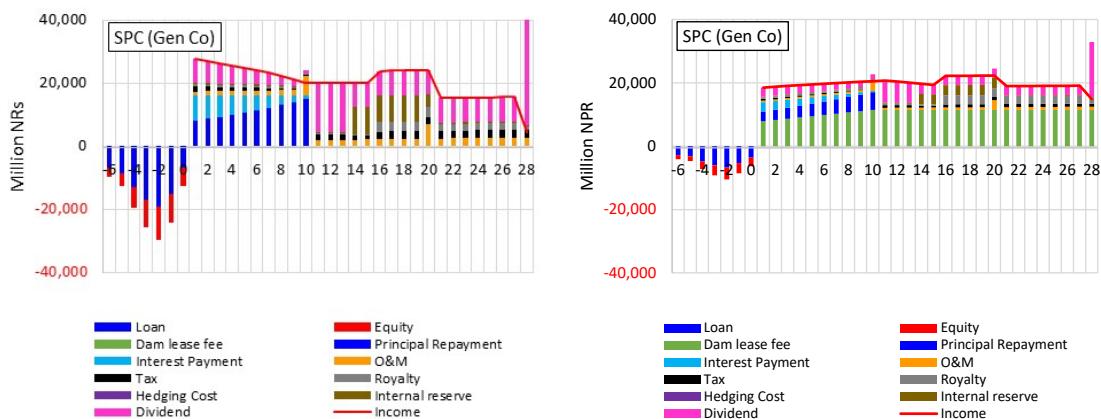 40,000
SPC (Gen Co)
20,000
0
-20,000
-40,000
Million NRs
-6 -4 -2 0 2 4 6 8 10 12 14 16 18 20 22 24 26 28
Loan Equity
Dam lease fee Principal Repayment
Interest Payment O&M
Tax Royalty
Hedging Cost Internal reserve
Dividend Income
40,000
SPC (Gen Co)
20,000
0
-20,000
-40,000
Million NPR
-6 -4 -2 0 2 4 6 8 10 12 14 16 18 20 22 24 26 28
Loan Equity
Dam lease fee Principal Repayment
Interest Payment O&M
Tax Royalty
Hedging Cost Internal reserve
Dividend Income